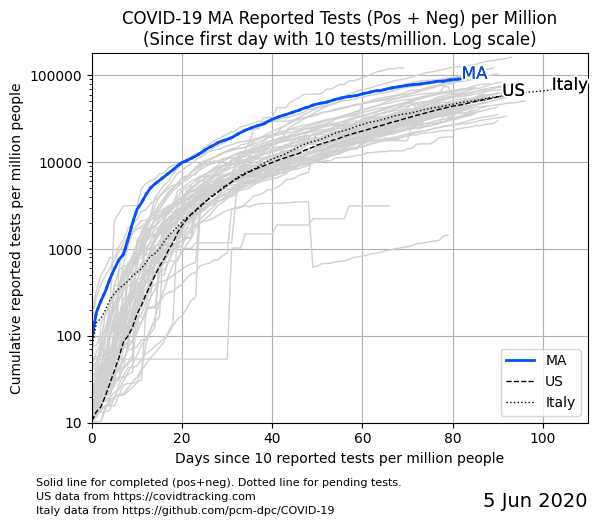 COVID-19 MA Reported Tests (Pos + Neg) per Million
(Since first day with 10 tests/million. Log scale)
Cumulative reported tests per million people
100000
10000
1000
100
10
MA
US
Italy
MA
US
Italy
0
20
40
60
80
100
Days since 10 reported tests per million people
Solid line for completed (pos+neg). Dotted line for pending tests.
US data from https://covidtracking.com
Italy data from https://github.com/pcm-dpc/COVID-19
5 Jun 2020